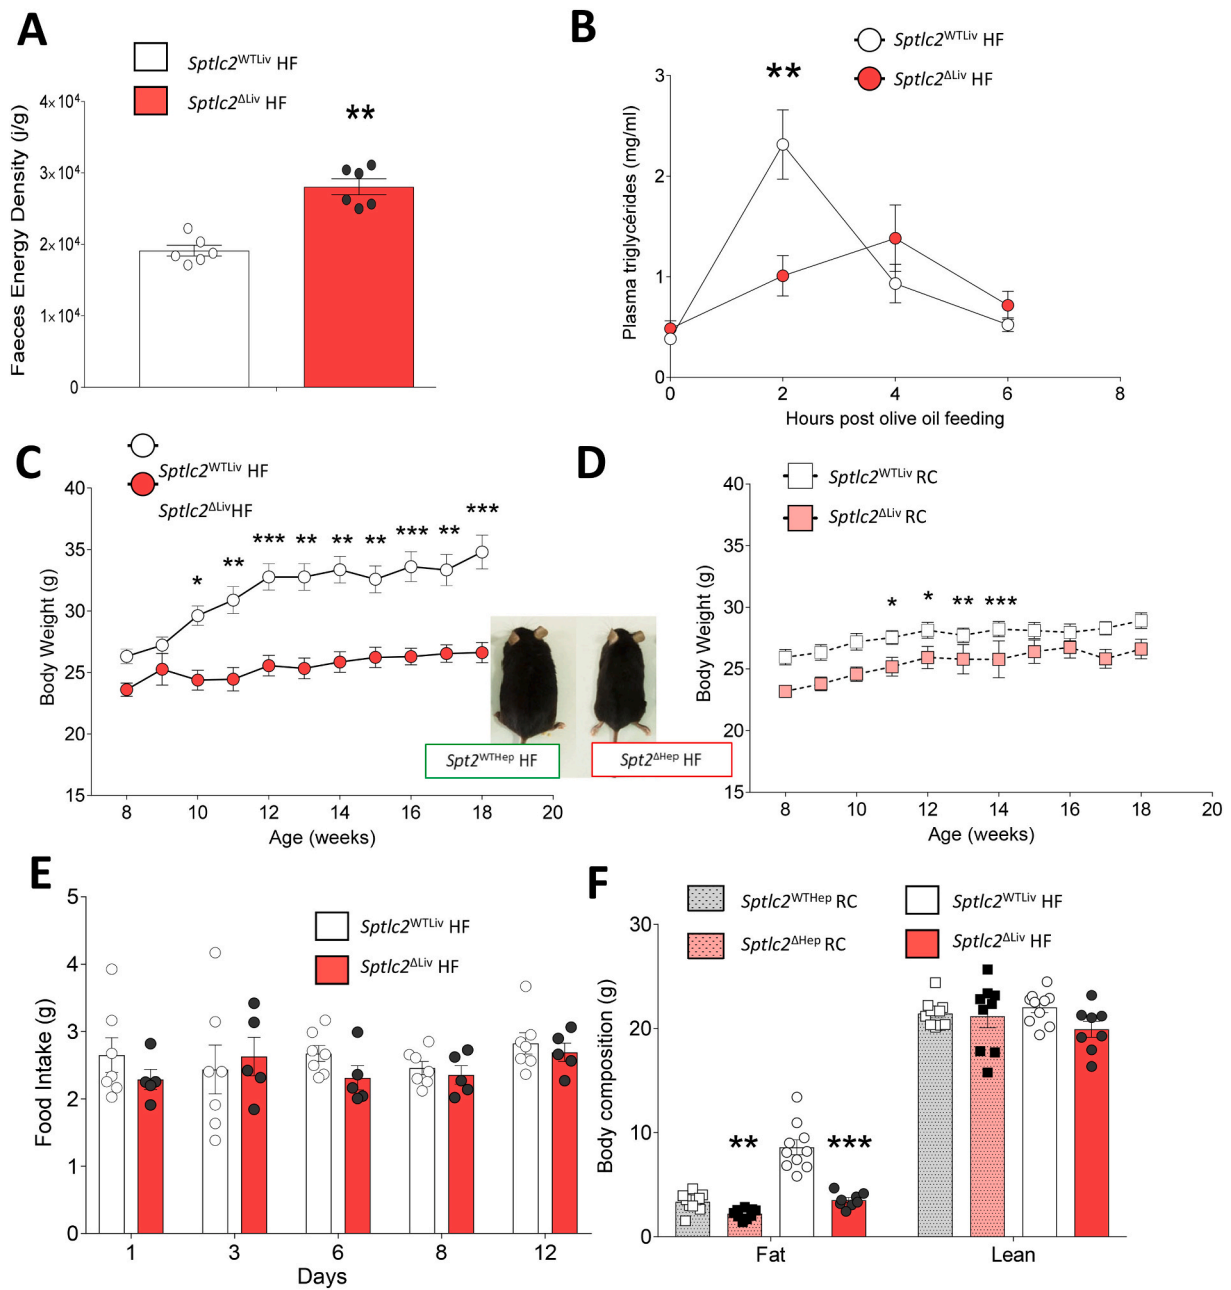 A
Sptlc2WTLiv HF
Sptlc2ΔLiv HF
Faeces Energy Density (j/g)
4×10⁴
3×10⁴
2×10⁴
1×10⁴
0
**
B
Sptlc2WTLiv HF
Sptlc2ΔLiv HF
Plasma triglycérides (mg/ml)
3
2
1
0
**
0 2 4 6 8
Hours post olive oil feeding
C
Sptlc2WTLiv HF
Sptlc2ΔLivHF
Body Weight (g)
40
35
30
25
20
15
* ** *** ** ** ** *** ** ***
8 10 12 14 16 18 20
Age (weeks)
Spt2WTHep HF
Spt2ΔHep HF
D
Sptlc2WTLiv RC
Sptlc2ΔLiv RC
Body Weight (g)
40
35
30
25
20
15
* * ** ***
8 10 12 14 16 18 20
Age (weeks)
E
Sptlc2WTLiv HF
Sptlc2ΔLiv HF
Food Intake (g)
5
4
3
2
1
0
1 3 6 8 12
Days
F
Sptlc2WTHep RC
Sptlc2ΔHep RC
Sptlc2WTLiv HF
Sptlc2ΔLiv HF
Body composition (g)
30
20
10
0
** ***
Fat Lean